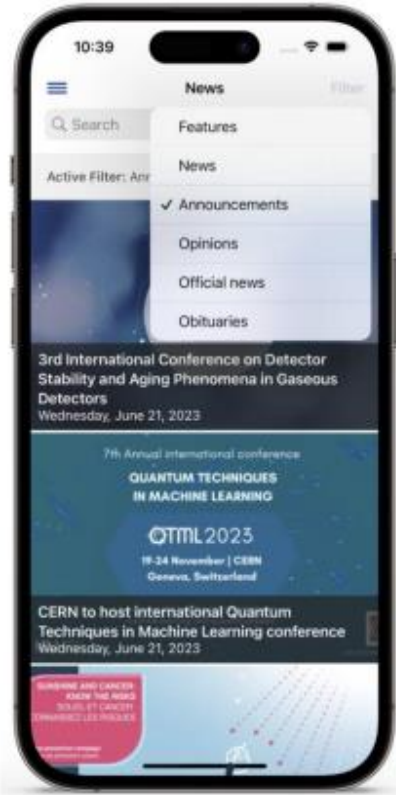 10:39
News
Filter
Search
Active Filter:
Features
News
✓ Announcements
Opinions
Official news
Obituaries
3rd International Conference on Detector
Stability and Aging Phenomena in Gaseous
Detectors
Wednesday, June 21, 2023
7th Annual international conference
QUANTUM TECHNIQUES
IN MACHINE LEARNING
QTML2023
19-24 November | CERN
Geneva, Switzerland
CERN to host international Quantum
Techniques in Machine Learning conference
Wednesday, June 21, 2023
SUNSHINE AND CANCER:
KNOW THE RISKS
SOLEIL ET CANCER:
CONNAISSEZ LES RISQUES